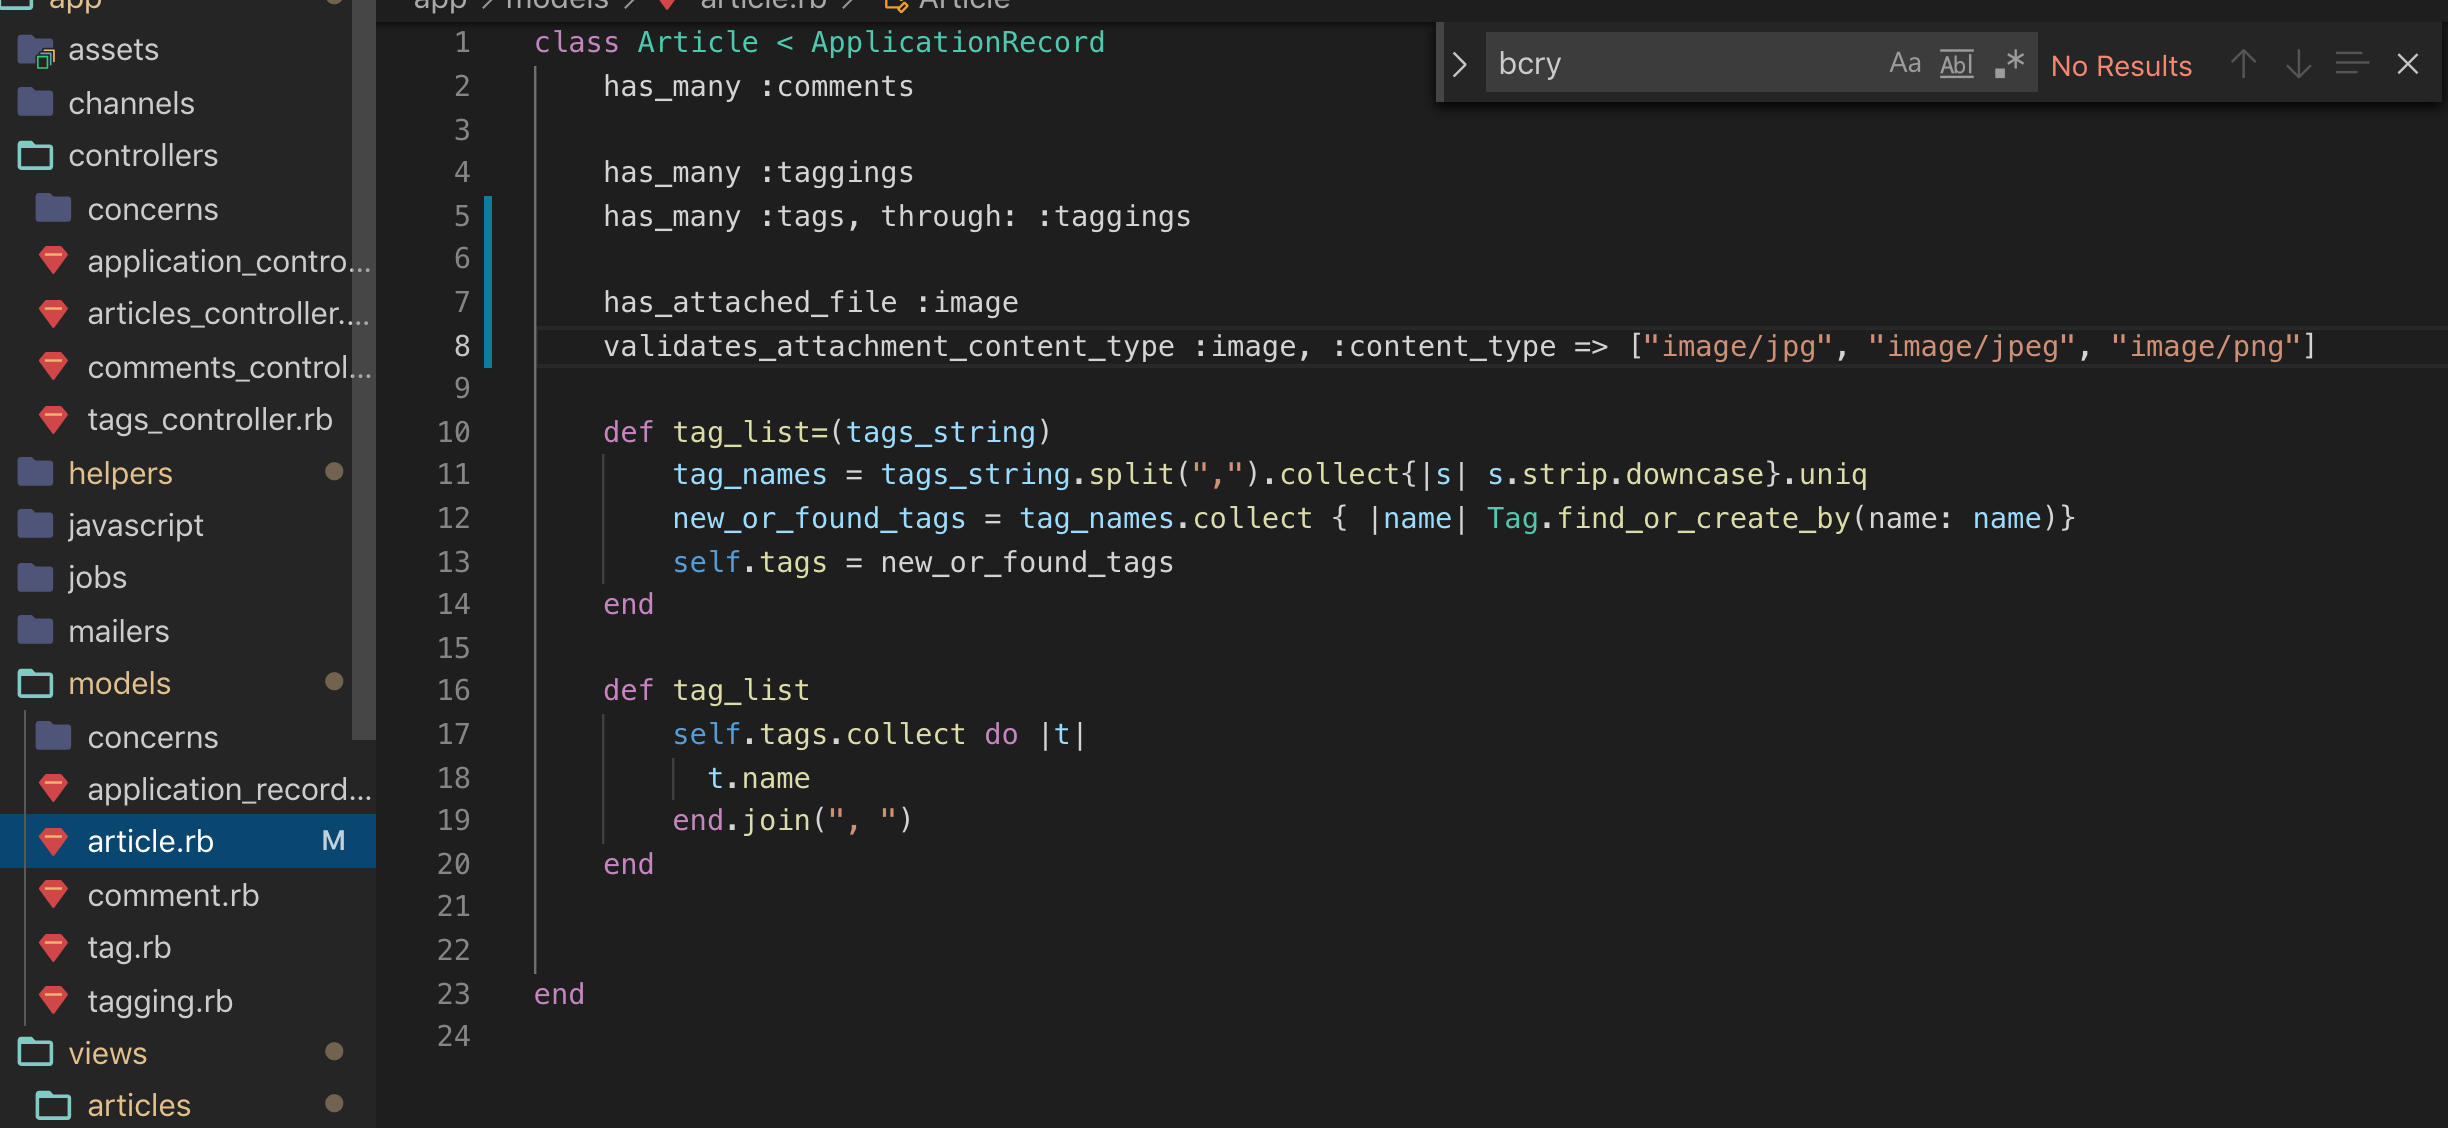 app
assets
channels
controllers
concerns
application_contro...
articles_controller....
comments_control...
tags_controller.rb
helpers
javascript
jobs
mailers
models
concerns
application_record...
article.rb M
comment.rb
tag.rb
tagging.rb
views
articles
app > models > article.rb > Article
bcry Aa Abl .* No Results
1 class Article < ApplicationRecord
2 has_many :comments
3
4 has_many :taggings
5 has_many :tags, through: :taggings
6
7 has_attached_file :image
8 validates_attachment_content_type :image, :content_type => ["image/jpg", "image/jpeg", "image/png"]
9
10 def tag_list=(tags_string)
11 tag_names = tags_string.split(",").collect{|s| s.strip.downcase}.uniq
12 new_or_found_tags = tag_names.collect { |name| Tag.find_or_create_by(name: name)}
13 self.tags = new_or_found_tags
14 end
15
16 def tag_list
17 self.tags.collect do |t|
18 t.name
19 end.join(", ")
20 end
21
22
23 end
24